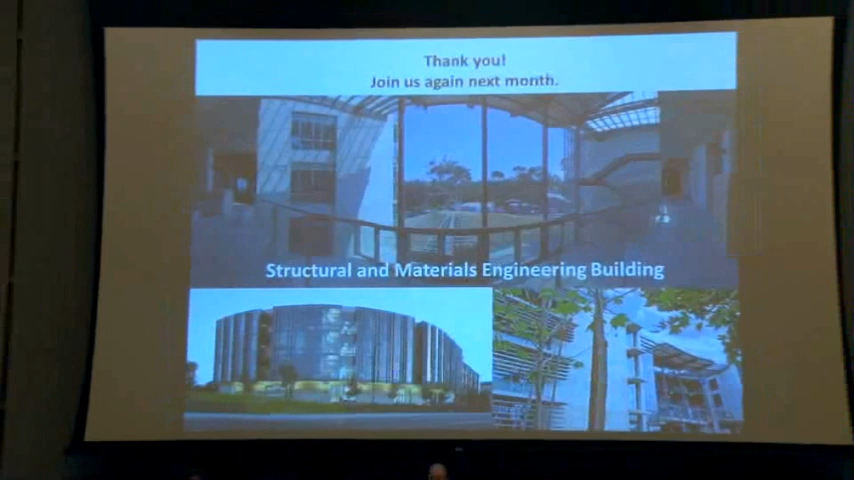 Thank you!
Join us again next month.
Structural and Materials Engineering Building